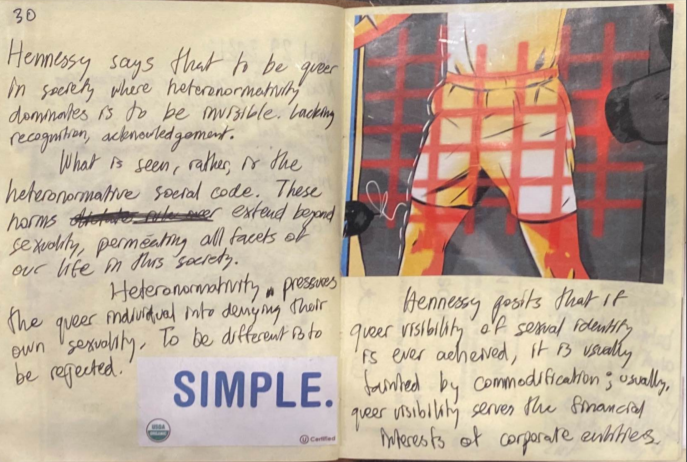 30
Hennessy says that to be queer
in society where heteronormativity
dominates is to be invisible. Lacking
recognition, acknowledgement.
What is seen, rather, is the
heteronormative social code. These
norms extend beyond
sexuality, permeating all facets of
our life in this society.
Heteronormativity pressures
the queer individual into denying their
own sexuality. To be different is to
be rejected.
SIMPLE.
USDA
ORGANIC
U Certified
Hennessy posits that if
queer visibility of sexual identity
is ever acheived, it is usually
tainted by commodification; usually,
queer visibility serves the financial
interests of corporate entities.